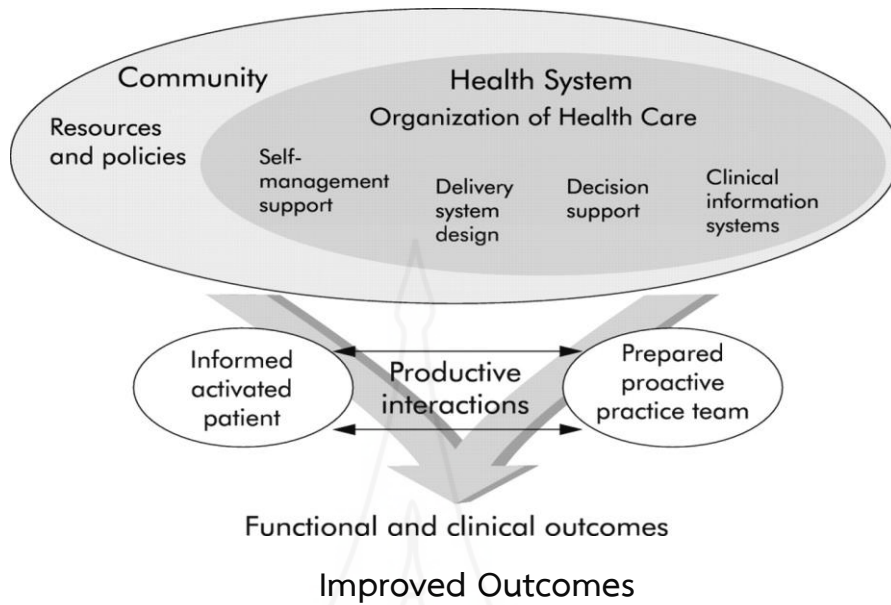 Community
Health System
Organization of Health Care
Resources
and policies
Self-
management
support
Delivery
system
design
Decision
support
Clinical
information
systems
Informed
activated
patient
Productive
interactions
Prepared
proactive
practice team
Functional and clinical outcomes
Improved Outcomes